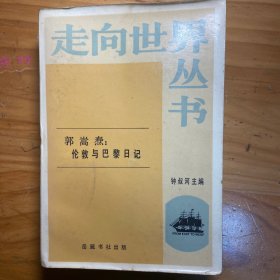 走向世界
丛书
郭嵩焘：
伦敦与巴黎日记
钟叔河主编
岳麓书社出版